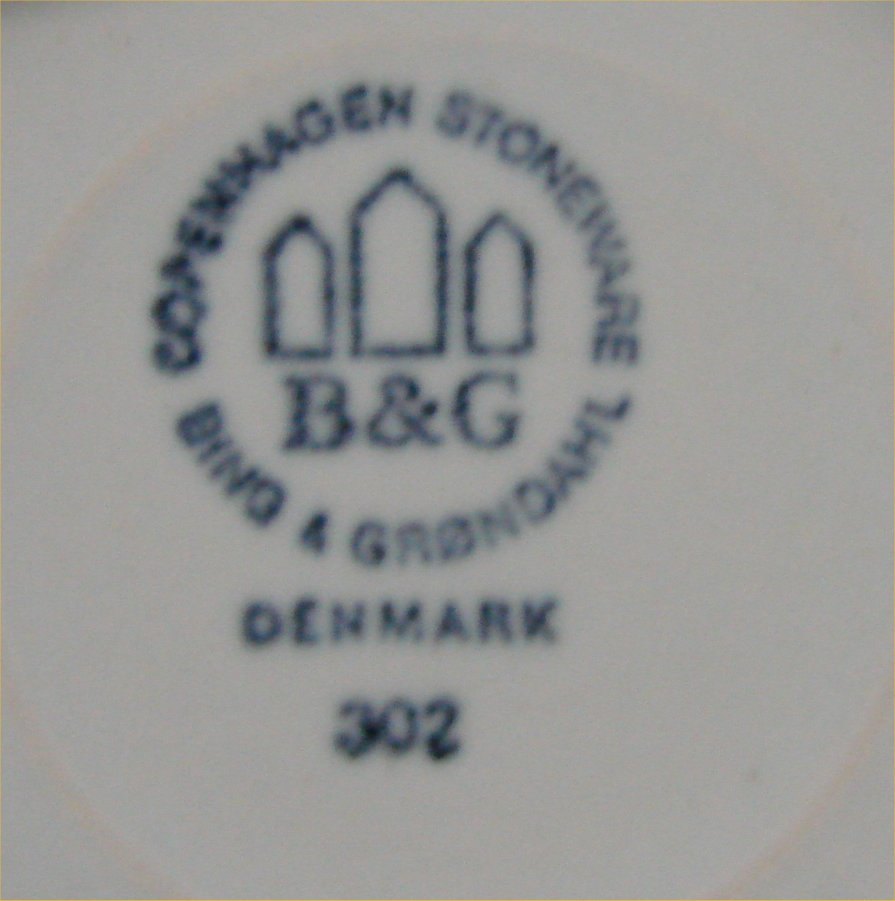 COPENHAGEN STONEWARE
B&G
BING & GRØNDAHL
DENMARK
302